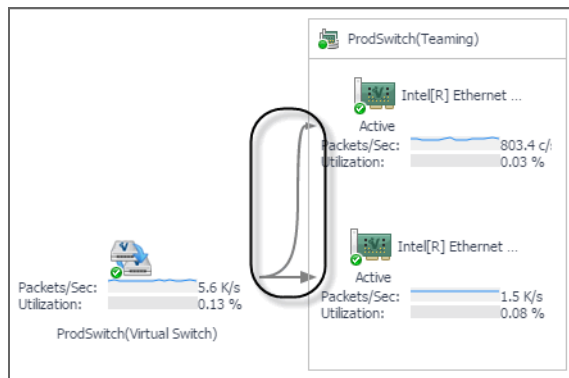 ProdSwitch(Teaming)
Intel[R] Ethernet ...
Active
Packets/Sec: 803.4 c/
Utilization: 0.03 %
Intel[R] Ethernet ...
Active
Packets/Sec: 1.5 K/s
Utilization: 0.08 %
Packets/Sec: 5.6 K/s
Utilization: 0.13 %
ProdSwitch(Virtual Switch)